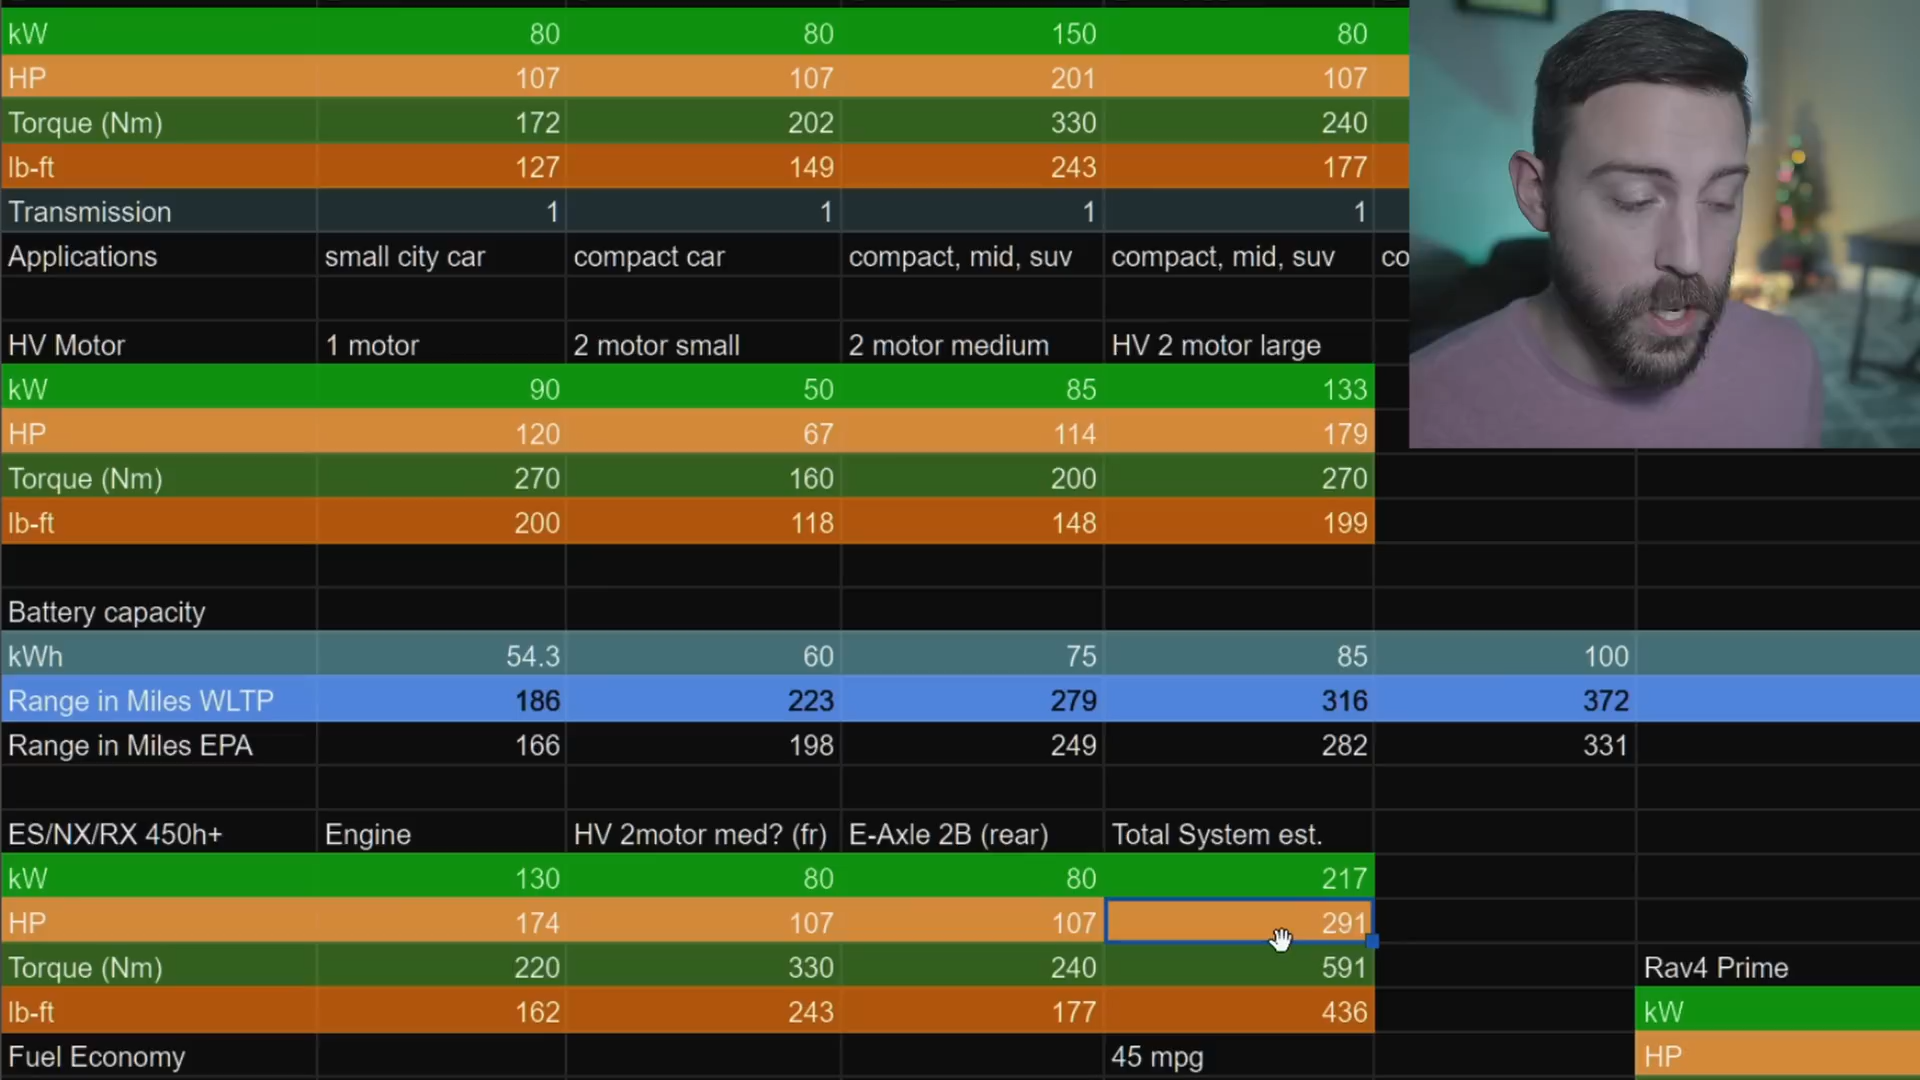 kW 80 80 150 80
HP 107 107 201 107
Torque (Nm) 172 202 330 240
lb-ft 127 149 243 177
Transmission 1 1 1 1
Applications small city car compact car compact, mid, suv compact, mid, suv co
HV Motor 1 motor 2 motor small 2 motor medium HV 2 motor large
kW 90 50 85 133
HP 120 67 114 179
Torque (Nm) 270 160 200 270
lb-ft 200 118 148 199
Battery capacity
kWh 54.3 60 75 85 100
Range in Miles WLTP 186 223 279 316 372
Range in Miles EPA 166 198 249 282 331
ES/NX/RX 450h+ Engine HV 2motor med? (fr) E-Axle 2B (rear) Total System est.
kW 130 80 80 217
HP 174 107 107 291
Torque (Nm) 220 330 240 591 Rav4 Prime
lb-ft 162 243 177 436 kW
Fuel Economy 45 mpg HP